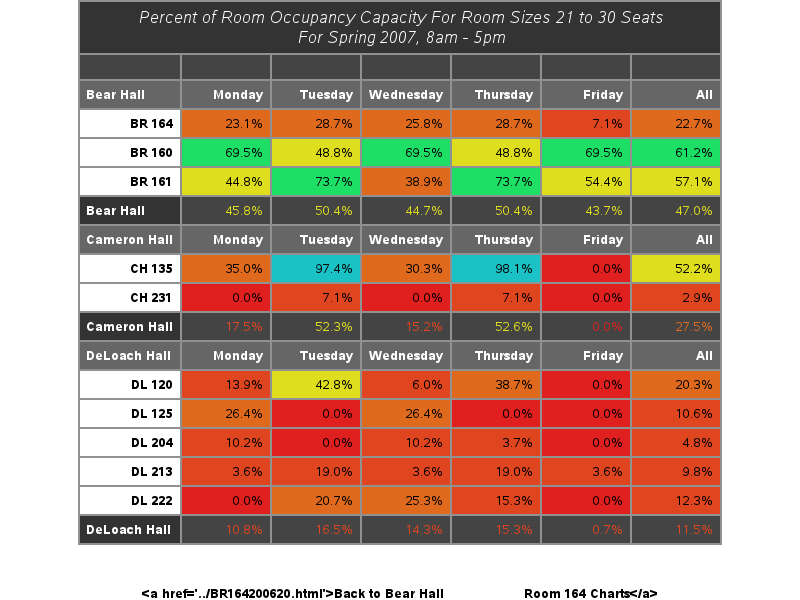 Percent of Room Occupancy Capacity For Room Sizes 21 to 30 Seats
For Spring 2007, 8am - 5pm
Bear Hall Monday Tuesday Wednesday Thursday Friday All
BR 164 23.1% 28.7% 25.8% 28.7% 7.1% 22.7%
BR 160 69.5% 48.8% 69.5% 48.8% 69.5% 61.2%
BR 161 44.8% 73.7% 38.9% 73.7% 54.4% 57.1%
Bear Hall 45.8% 50.4% 44.7% 50.4% 43.7% 47.0%
Cameron Hall Monday Tuesday Wednesday Thursday Friday All
CH 135 35.0% 97.4% 30.3% 98.1% 0.0% 52.2%
CH 231 0.0% 7.1% 0.0% 7.1% 0.0% 2.9%
Cameron Hall 17.5% 52.3% 15.2% 52.6% 0.0% 27.5%
DeLoach Hall Monday Tuesday Wednesday Thursday Friday All
DL 120 13.9% 42.8% 6.0% 38.7% 0.0% 20.3%
DL 125 26.4% 0.0% 26.4% 0.0% 0.0% 10.6%
DL 204 10.2% 0.0% 10.2% 3.7% 0.0% 4.8%
DL 213 3.6% 19.0% 3.6% 19.0% 3.6% 9.8%
DL 222 0.0% 20.7% 25.3% 15.3% 0.0% 12.3%
DeLoach Hall 10.8% 16.5% 14.3% 15.3% 0.7% 11.5%
<a href='../BR164200620.html'>Back to Bear Hall Room 164 Charts</a>